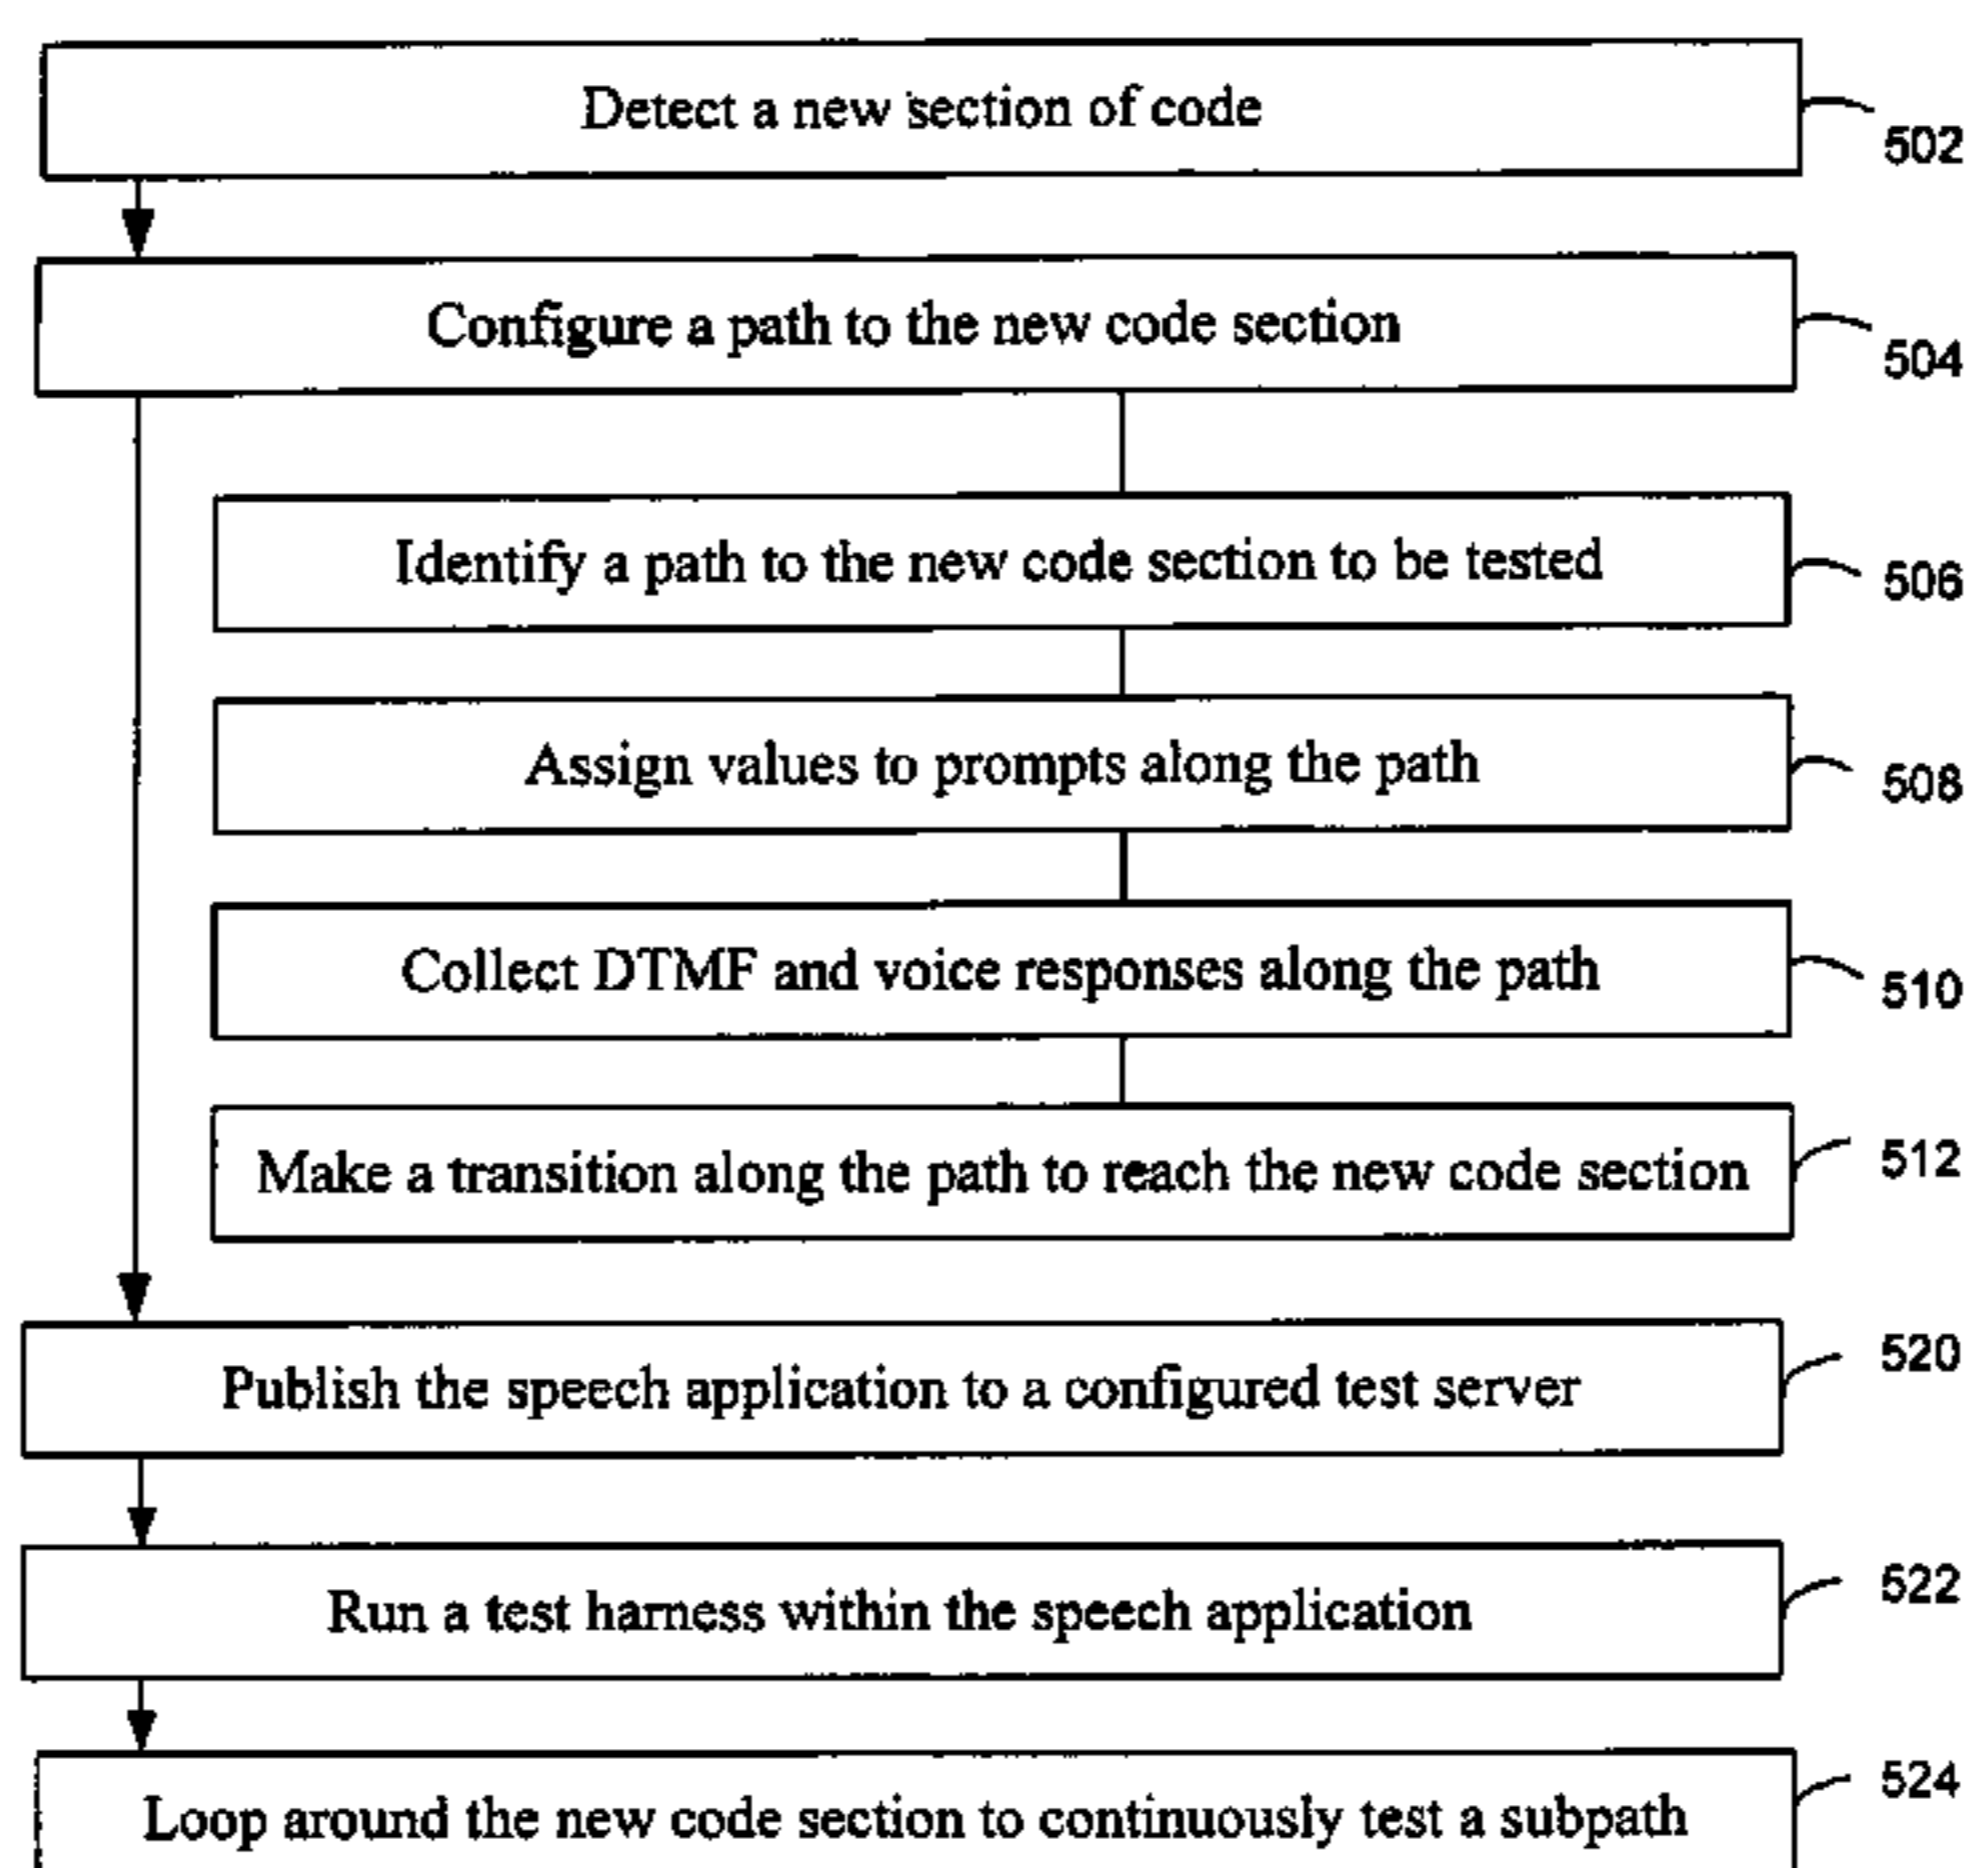 Detect a new section of code
502
Configure a path to the new code section
504
Identify a path to the new code section to be tested
506
Assign values to prompts along the path
508
Collect DTMF and voice responses along the path
510
Make a transition along the path to reach the new code section
512
Publish the speech application to a configured test server
520
Run a test harness within the speech application
522
Loop around the new code section to continuously test a subpath
524